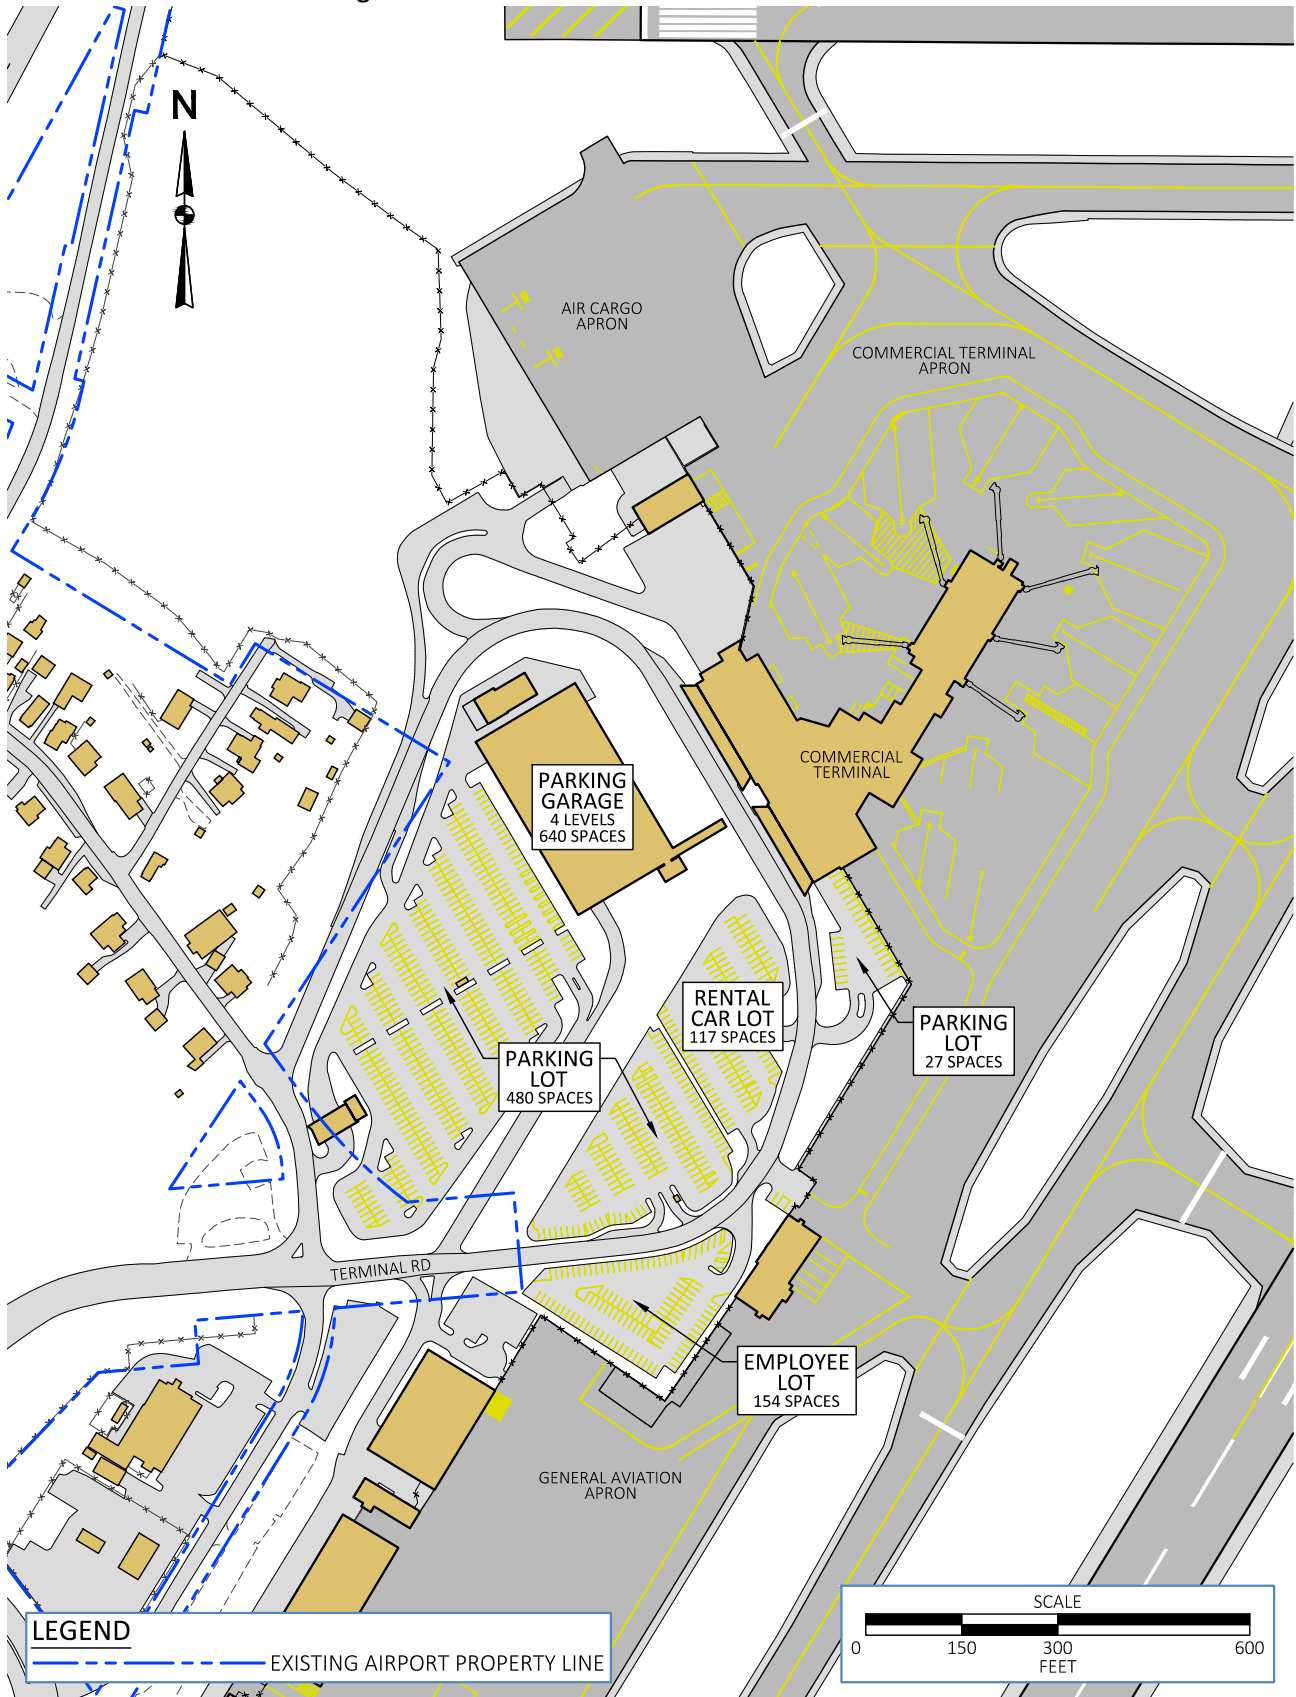 N
AIR CARGO
APRON
COMMERCIAL TERMINAL
APRON
COMMERCIAL
TERMINAL
PARKING
GARAGE
4 LEVELS
640 SPACES
RENTAL
CAR LOT
117 SPACES
PARKING
LOT
27 SPACES
PARKING
LOT
480 SPACES
TERMINAL RD
EMPLOYEE
LOT
154 SPACES
GENERAL AVIATION
APRON
LEGEND
EXISTING AIRPORT PROPERTY LINE
SCALE
0 150 300 600
FEET